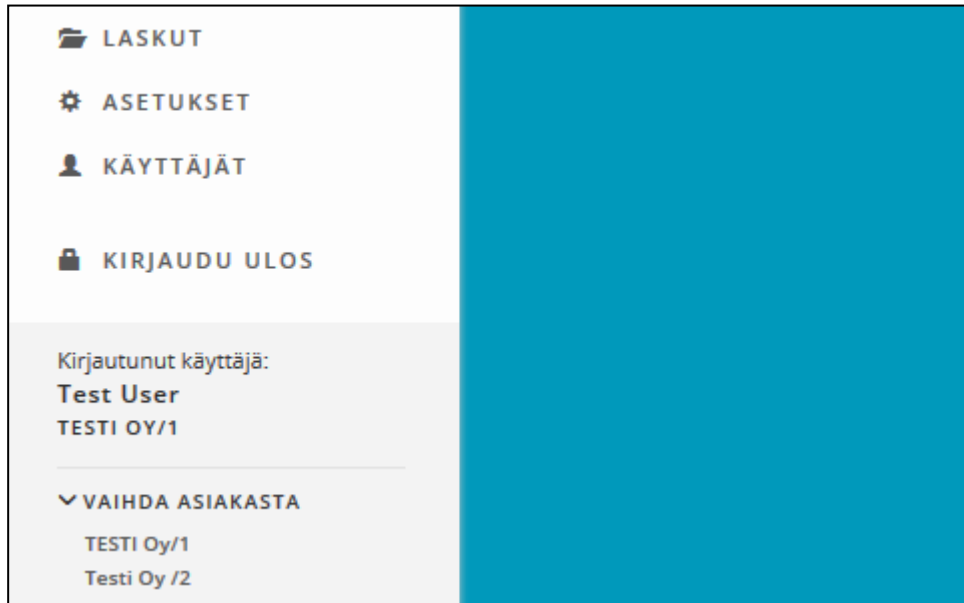 LASKUT
ASETUKSET
KÄYTTÄJÄT
KIRJAUDU ULOS
Kirjautunut käyttäjä:
Test User
TESTI OY/1
VAIHDA ASIAKASTA
TESTI Oy/1
Testi Oy /2